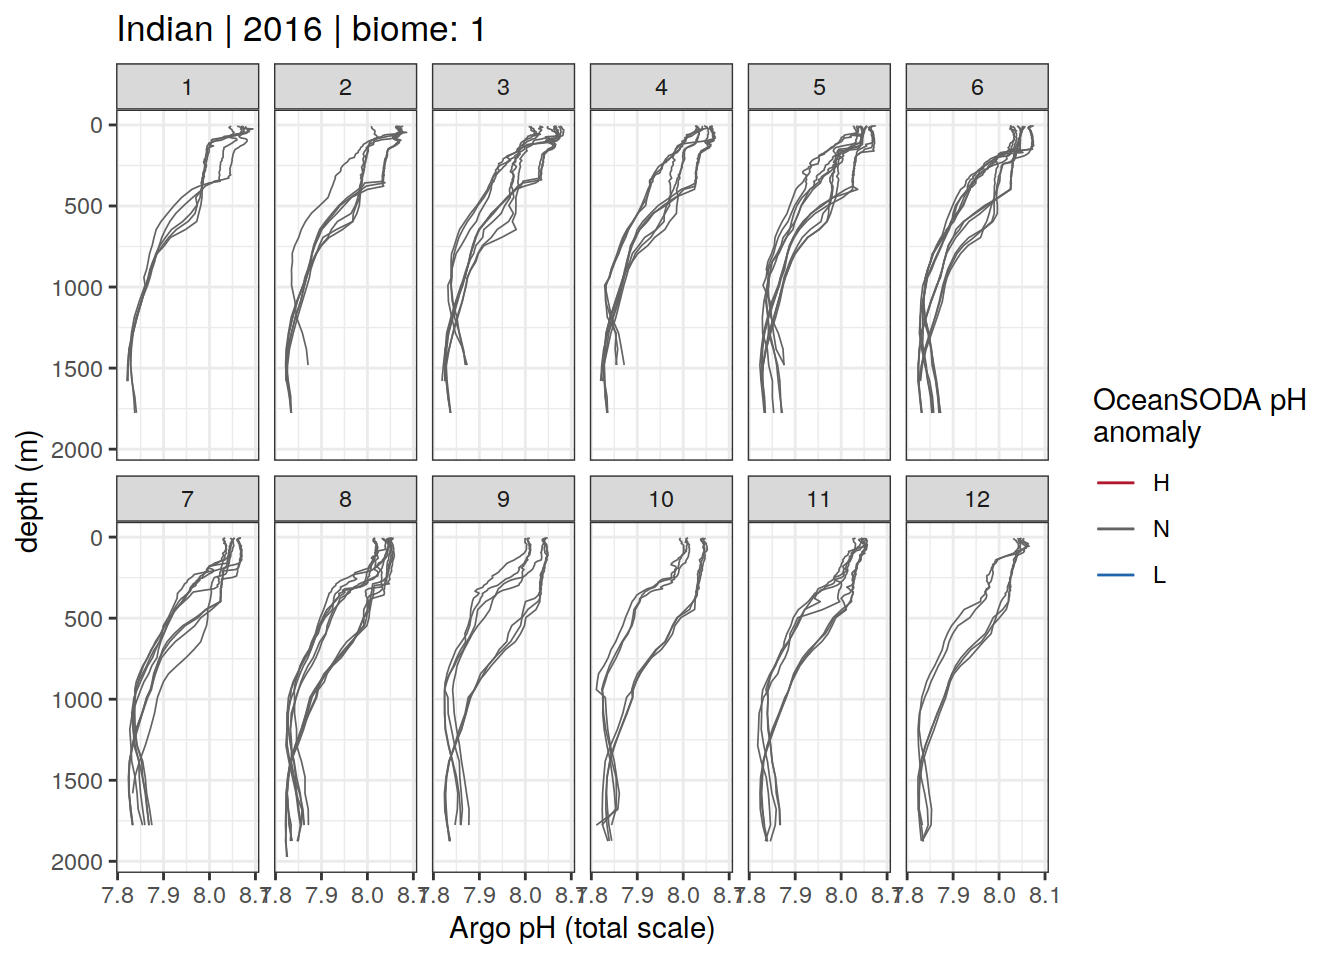 Indian | 2016 | biome: 1
1 2 3 4 5 6
0
500
1000
1500
2000
7 8 9 10 11 12
0
500
1000
1500
2000
7.8 7.9 8.0 8.1 7.8 7.9 8.0 8.1 7.8 7.9 8.0 8.1 7.8 7.9 8.0 8.1 7.8 7.9 8.0 8.1 7.8 7.9 8.0 8.1
depth (m)
Argo pH (total scale)
OceanSODA pH
anomaly
H
N
L